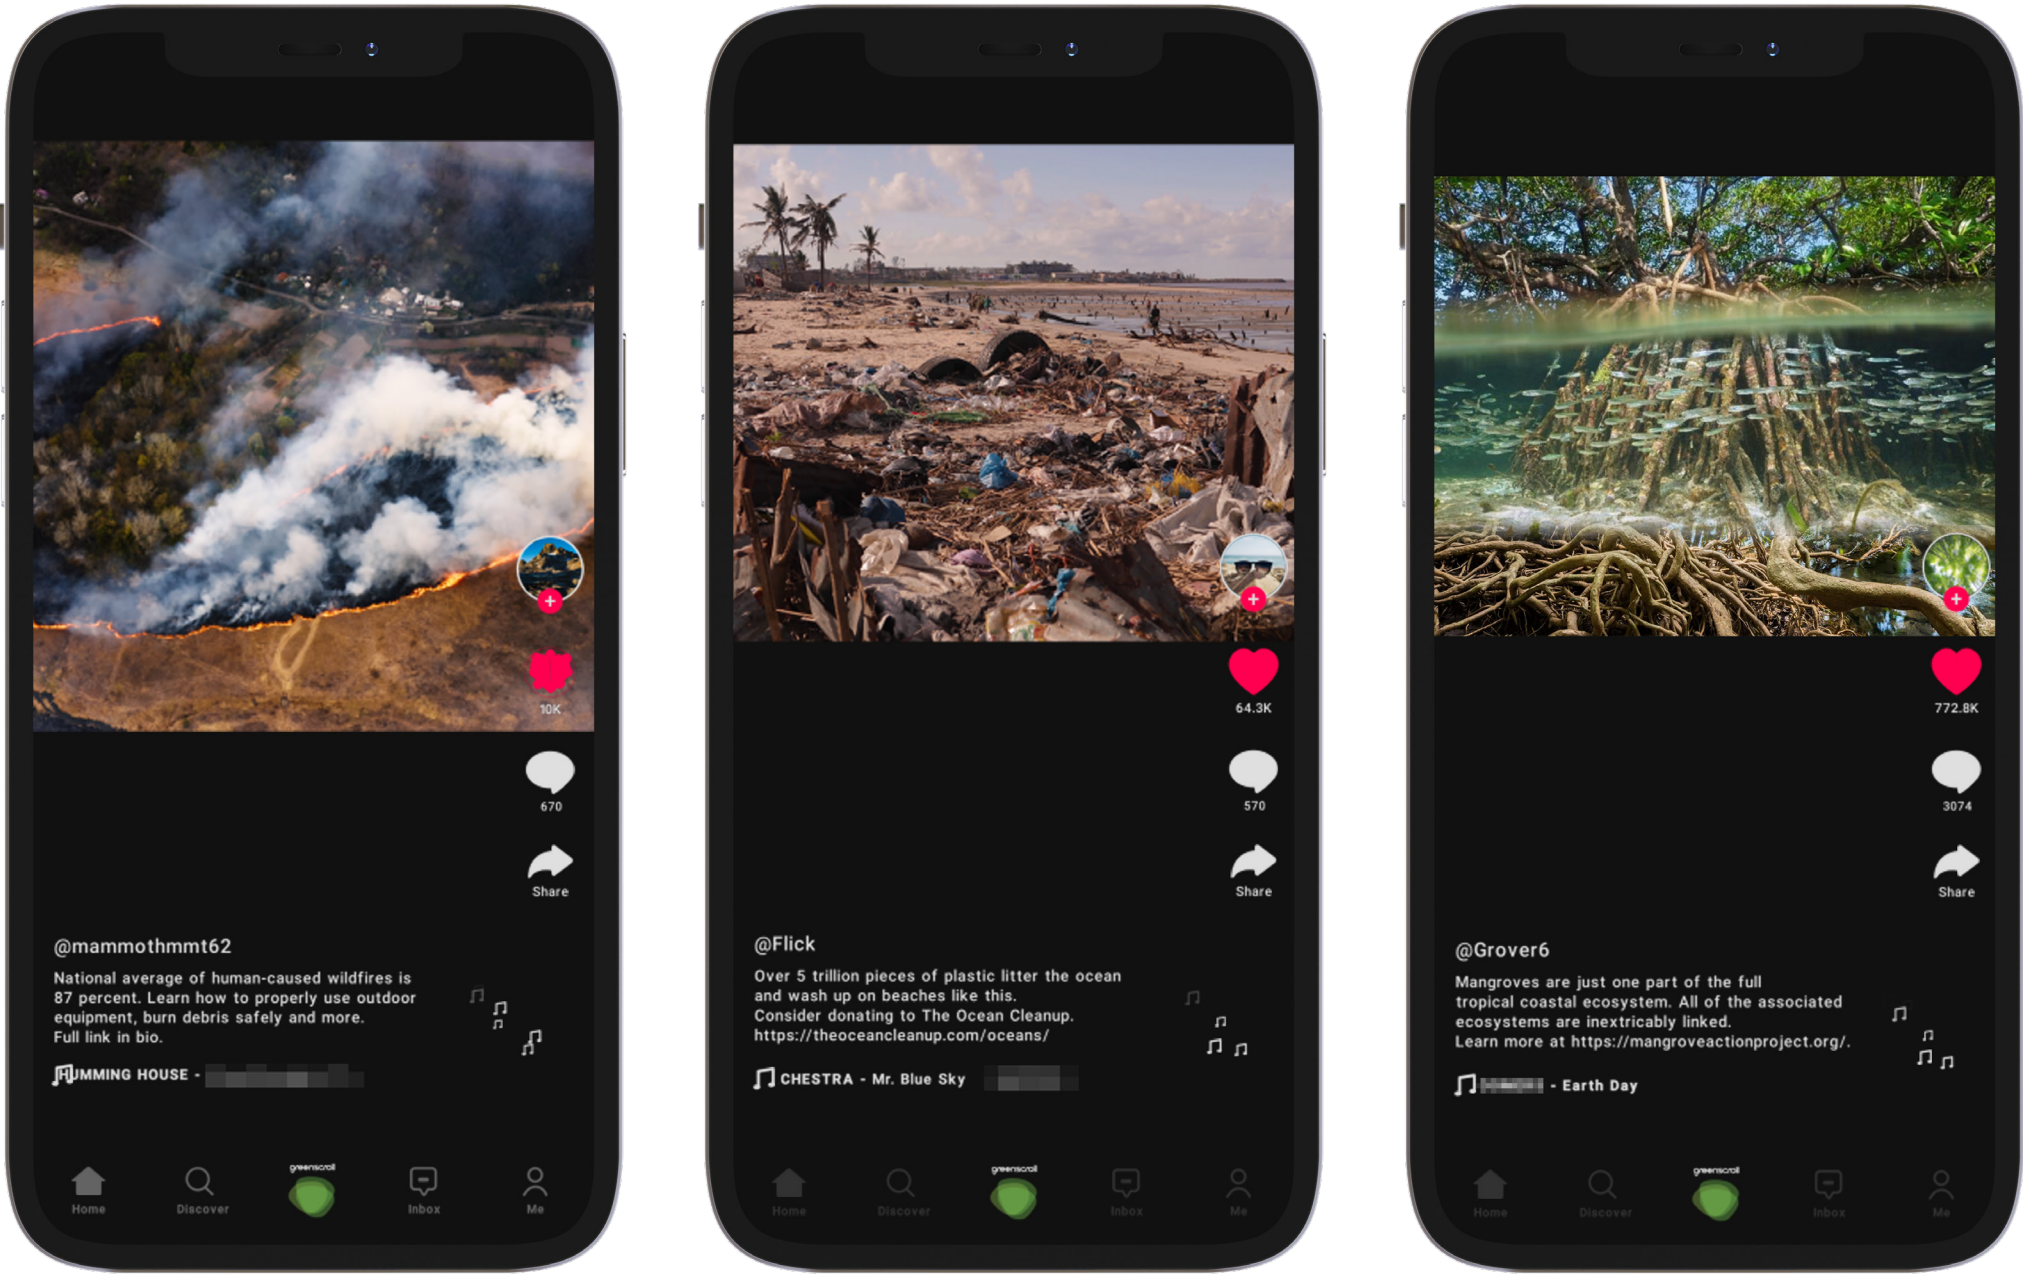 10K
670
Share
@mammothmmt62
National average of human-caused wildfires is
87 percent. Learn how to properly use outdoor
equipment, burn debris safely and more.
Full link in bio.
HUMMING HOUSE -
Home
Discover
greenscroll
Inbox
Me
64.3K
570
Share
@Flick
Over 5 trillion pieces of plastic litter the ocean
and wash up on beaches like this.
Consider donating to The Ocean Cleanup.
https://theoceancleanup.com/oceans/
CHESTRA - Mr. Blue Sky
Home
Discover
greenscroll
Inbox
Me
772.8K
3074
Share
@Grover6
Mangroves are just one part of the full
tropical coastal ecosystem. All of the associated
ecosystems are inextricably linked.
Learn more at https://mangroveactionproject.org/.
- Earth Day
Home
Discover
greenscroll
Inbox
Me